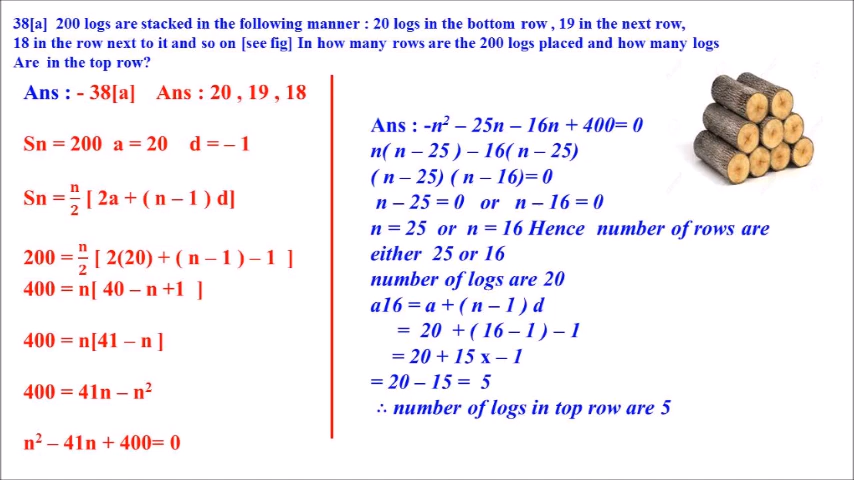 38[a] 200 logs are stacked in the following manner : 20 logs in the bottom row , 19 in the next row,
18 in the row next to it and so on [see fig] In how many rows are the 200 logs placed and how many logs
Are in the top row?
Ans : - 38[a] Ans : 20 , 19 , 18
Sn = 200 a = 20 d = – 1
Sn = n/2 [ 2a + ( n – 1 ) d]
200 = n/2 [ 2(20) + ( n – 1 ) – 1 ]
400 = n[ 40 – n +1 ]
400 = n[41 – n ]
400 = 41n – n²
n² – 41n + 400= 0
Ans : -n² – 25n – 16n + 400= 0
n( n – 25 ) – 16( n – 25)
( n – 25) ( n – 16)= 0
n – 25 = 0 or n – 16 = 0
n = 25 or n = 16 Hence number of rows are
either 25 or 16
number of logs are 20
a16 = a + ( n – 1 ) d
= 20 + ( 16 – 1 ) – 1
= 20 + 15 x – 1
= 20 – 15 = 5
∴ number of logs in top row are 5